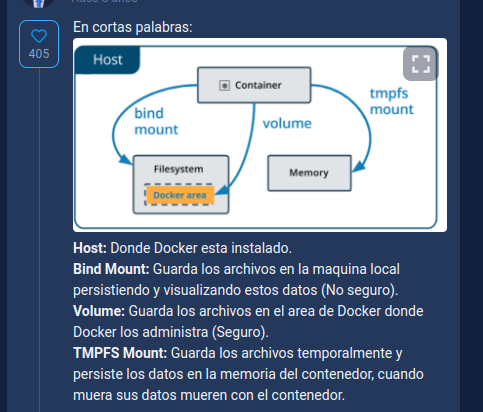 En cortas palabras:
405
Host
Container
bind
mount
volume
tmpfs
mount
Filesystem
Docker area
Memory
Host: Donde Docker esta instalado.
Bind Mount: Guarda los archivos en la maquina local
persistiendo y visualizando estos datos (No seguro).
Volume: Guarda los archivos en el area de Docker donde
Docker los administra (Seguro).
TMPFS Mount: Guarda los archivos temporalmente y
persiste los datos en la memoria del contenedor, cuando
muera sus datos mueren con el contenedor.